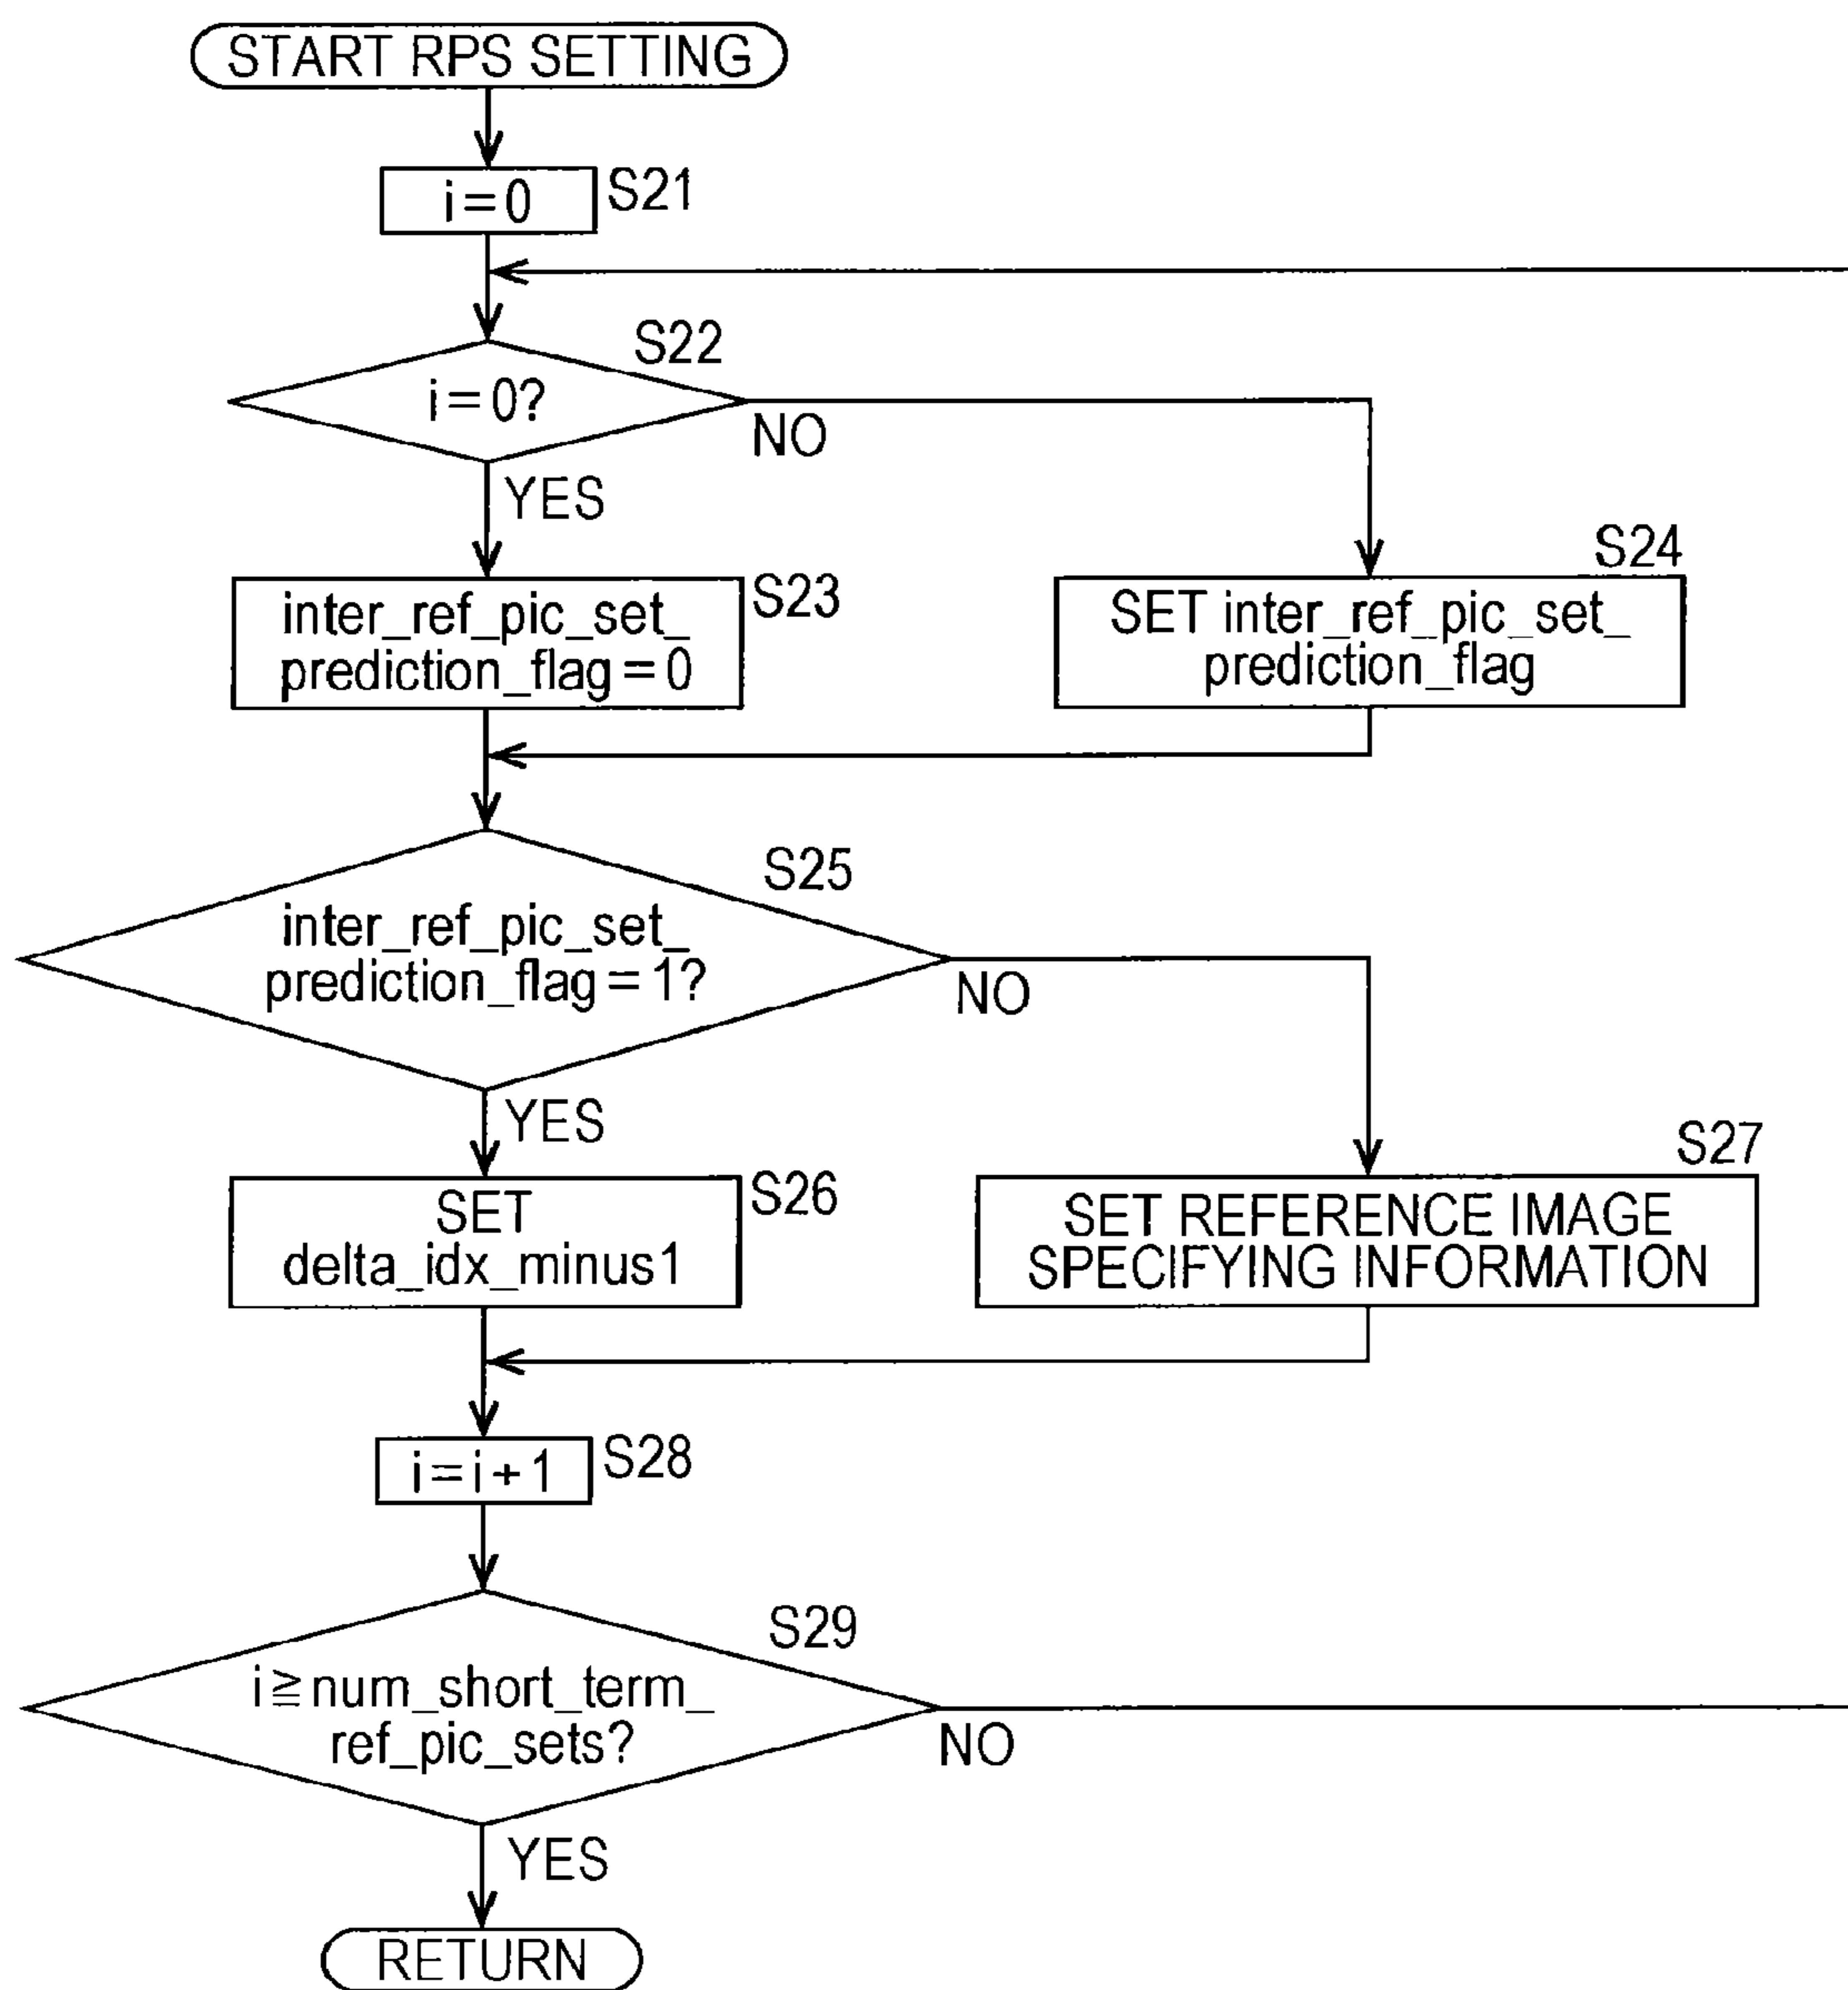 START RPS SETTING
i=0
S21
S22
i=0?
NO
YES
S24
inter_ref_pic_set_
prediction_flag=0
S23
SET inter_ref_pic_set_
prediction_flag
S25
inter_ref_pic_set_
prediction_flag=1?
NO
YES
S27
SET
delta_idx_minus1
S26
SET REFERENCE IMAGE
SPECIFYING INFORMATION
i=i+1
S28
S29
i≧num_short_term_
ref_pic_sets?
NO
YES
RETURN